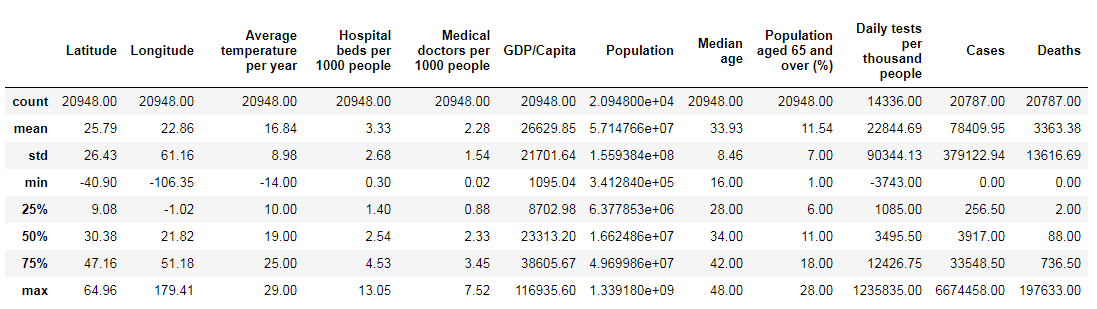 Latitude Longitude Average temperature per year Hospital beds per 1000 people Medical doctors per 1000 people GDP/Capita Population Median age Population aged 65 and over (%) Daily tests per thousand people Cases Deaths
count 20948.00 20948.00 20948.00 20948.00 20948.00 20948.00 2.094800e+04 20948.00 20948.00 14336.00 20787.00 20787.00
mean 25.79 22.86 16.84 3.33 2.28 26629.85 5.714766e+07 33.93 11.54 22844.69 78409.95 3363.38
std 26.43 61.16 8.98 2.68 1.54 21701.64 1.559384e+08 8.46 7.00 90344.13 379122.94 13616.69
min -40.90 -106.35 -14.00 0.30 0.02 1095.04 3.412840e+05 16.00 1.00 -3743.00 0.00 0.00
25% 9.08 -1.02 10.00 1.40 0.88 8702.98 6.377853e+06 28.00 6.00 1085.00 256.50 2.00
50% 30.38 21.82 19.00 2.54 2.33 23313.20 1.662486e+07 34.00 11.00 3495.50 3917.00 88.00
75% 47.16 51.18 25.00 4.53 3.45 38605.67 4.969986e+07 42.00 18.00 12426.75 33548.50 736.50
max 64.96 179.41 29.00 13.05 7.52 116935.60 1.339180e+09 48.00 28.00 1235835.00 6674458.00 197633.00